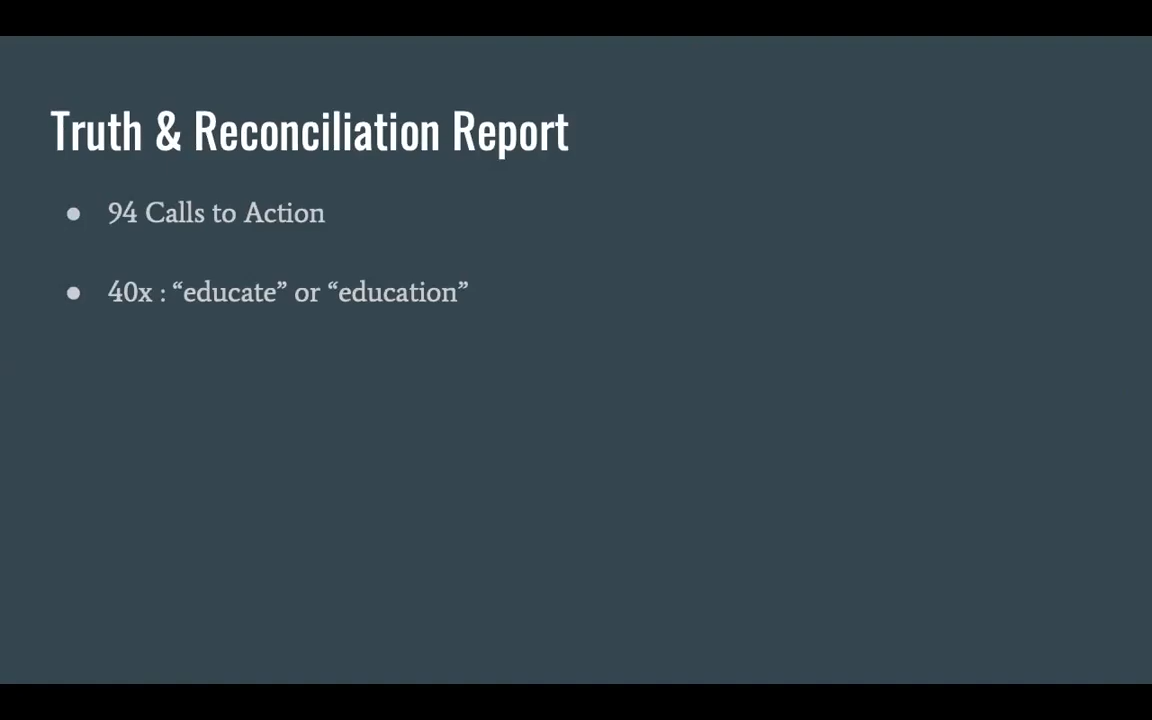 Truth & Reconciliation Report
● 94 Calls to Action
● 40x : “educate” or “education”